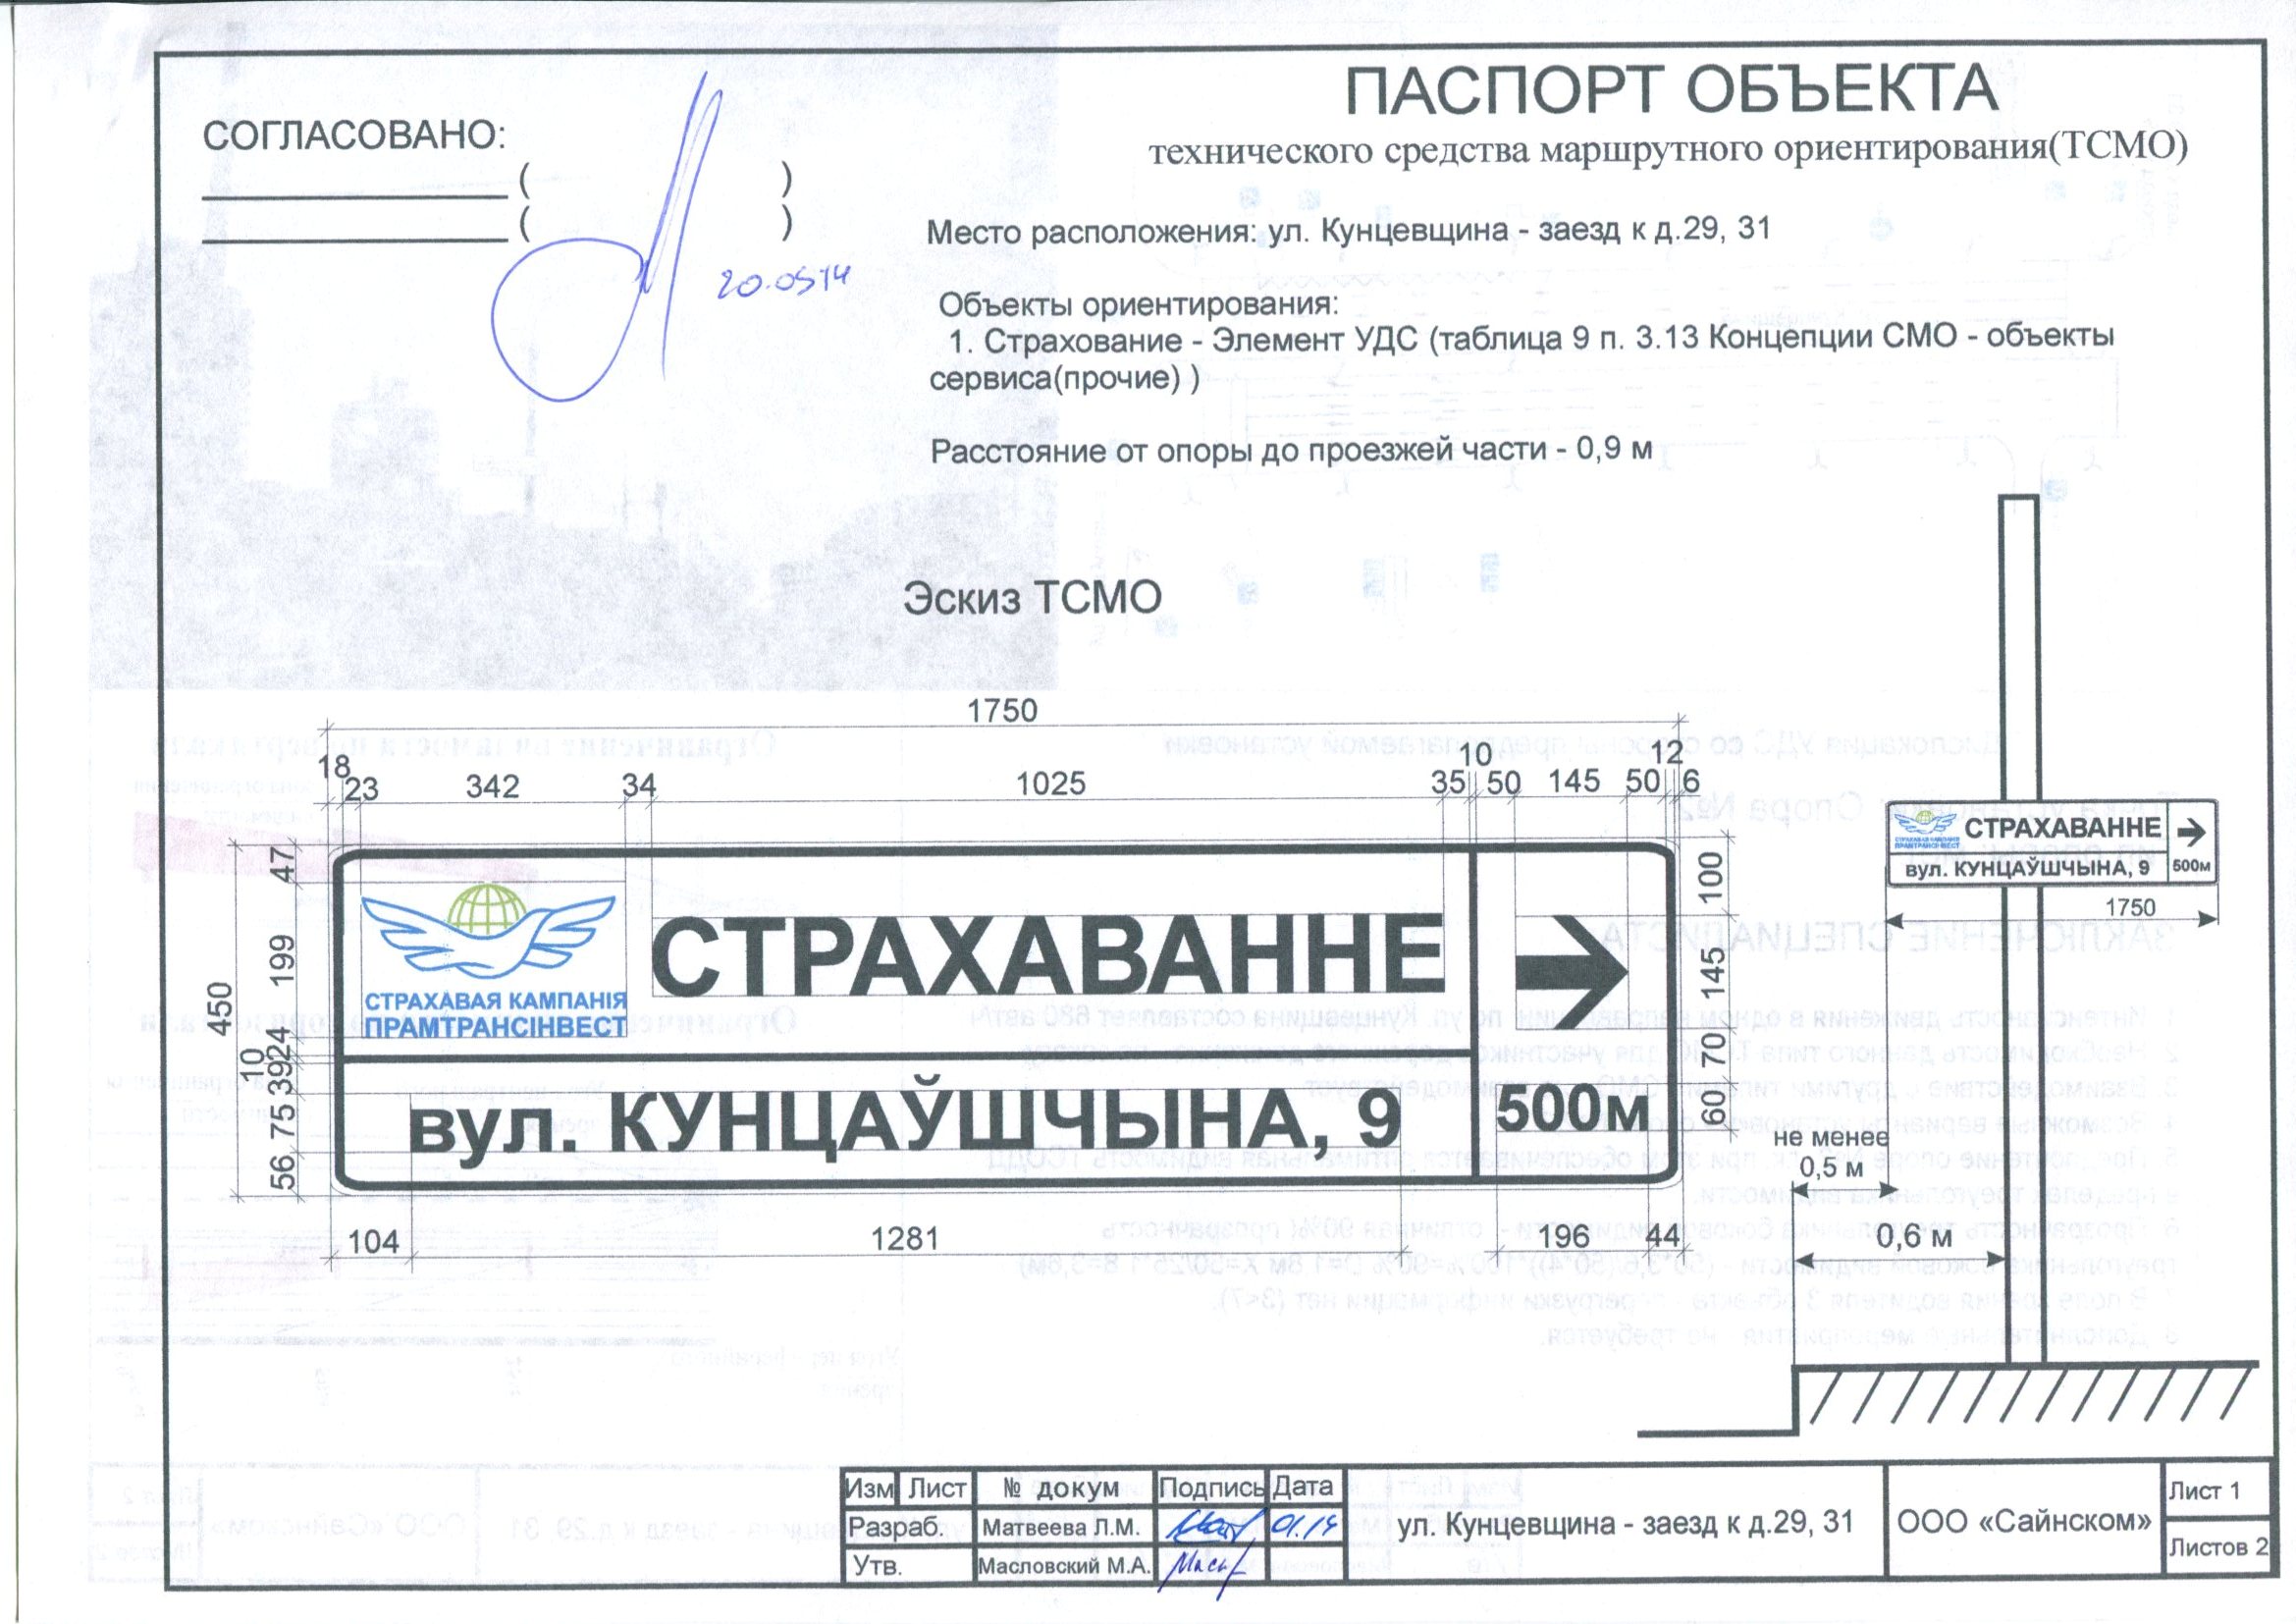 СОГЛАСОВАНО:
ПАСПОРТ ОБЪЕКТА
технического средства маршрутного ориентирования(ТСМО)
( )
( )
20.0514
Место расположения: ул. Кунцевщина - заезд к д.29, 31
Объекты ориентирования:
1. Страхование - Элемент УДС (таблица 9 п. 3.13 Концепции СМО - объекты
сервиса(прочие) )
Расстояние от опоры до проезжей части - 0,9 м
Эскиз ТСМО
1750
18 23 342 34 1025 35 10 50 145 50 12 6
450
47 199 24 10 39 75 56
100 145 70 60
СТРАХАВАЯ КАМПАНІЯ
ПРАМТРАНСІНВЕСТ
СТРАХАВАННЕ
вул. КУНЦАЎШЧЫНА, 9
500м
104 1281 196 44
СТРАХАВАЯ КАМПАНІЯ
ПРАМТРАНСІНВЕСТ
СТРАХАВАННЕ
вул. КУНЦАЎШЧЫНА, 9
500м
1750
не менее
0,5 м
0,6 м
Изм Лист № докум Подпись Дата
Разраб. Матвеева Л.М. 01.14
Утв. Масловский М.А.
ул. Кунцевщина - заезд к д.29, 31
ООО «Сайнском»
Лист 1
Листов 2